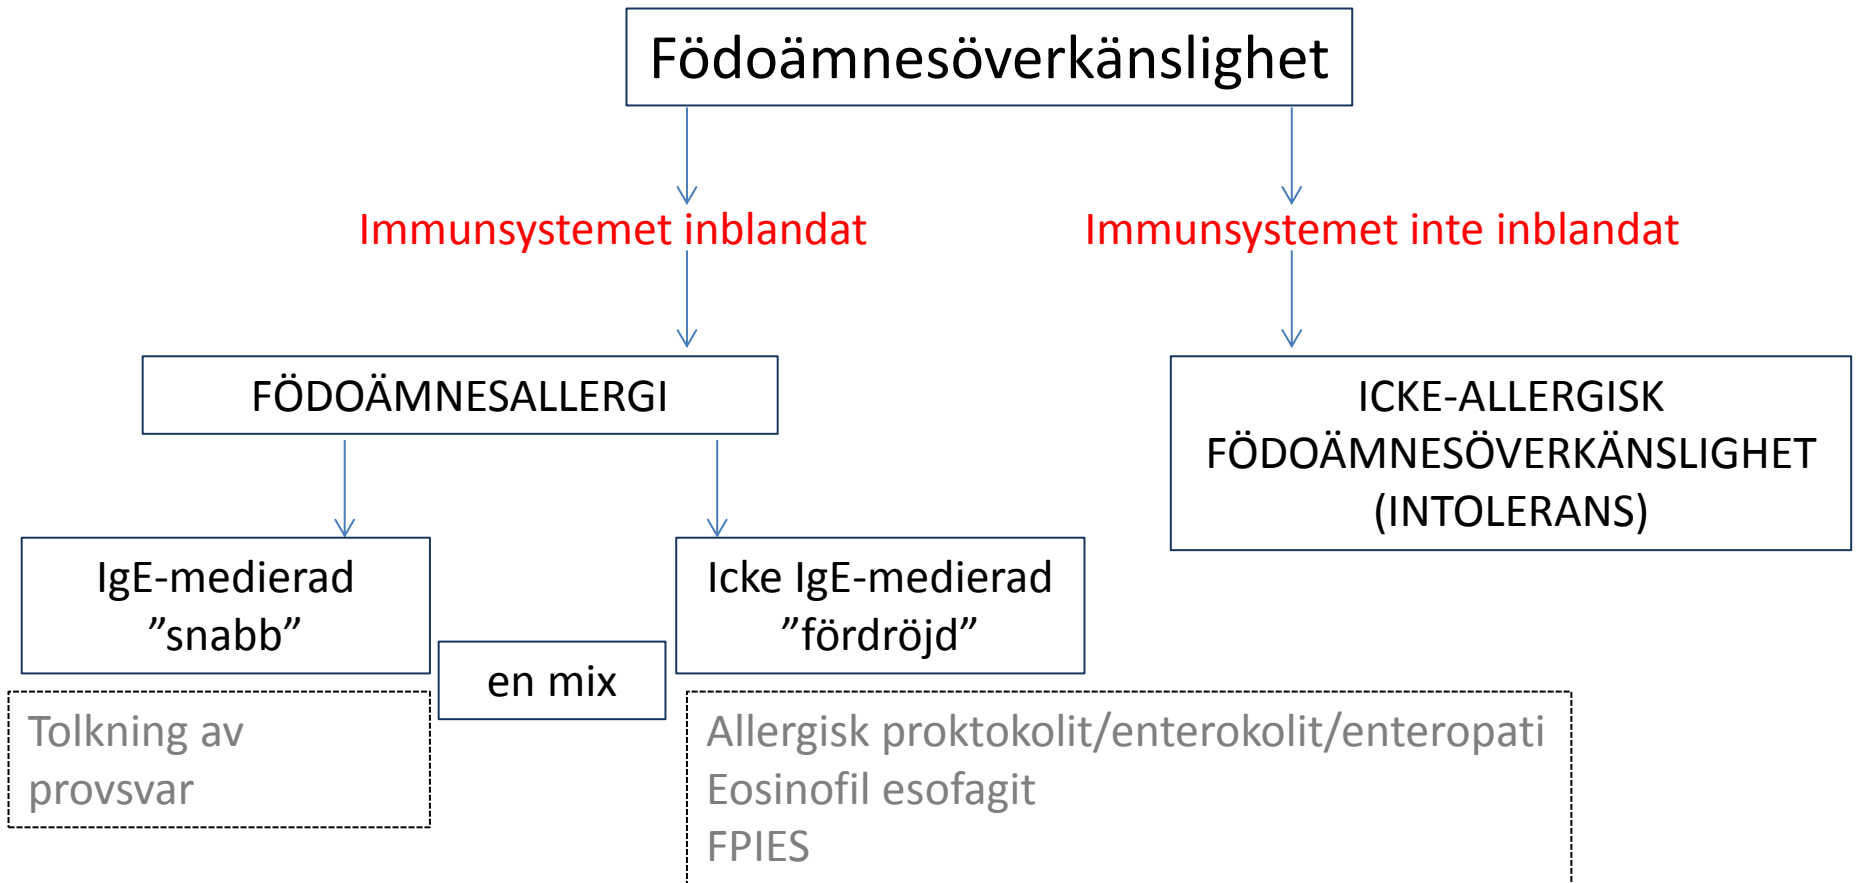 Födoämnesöverkänslighet
Immunsystemet inblandat
Immunsystemet inte inblandat
FÖDOÄMNESALLERGI
ICKE-ALLERGISK
FÖDOÄMNESÖVERKÄNSLIGHET
(INTOLERANS)
IgE-medierad
”snabb”
en mix
Icke IgE-medierad
”fördröjd”
Tolkning av
provsvar
Allergisk proktokolit/enterokolit/enteropati
Eosinofil esofagit
FPIES